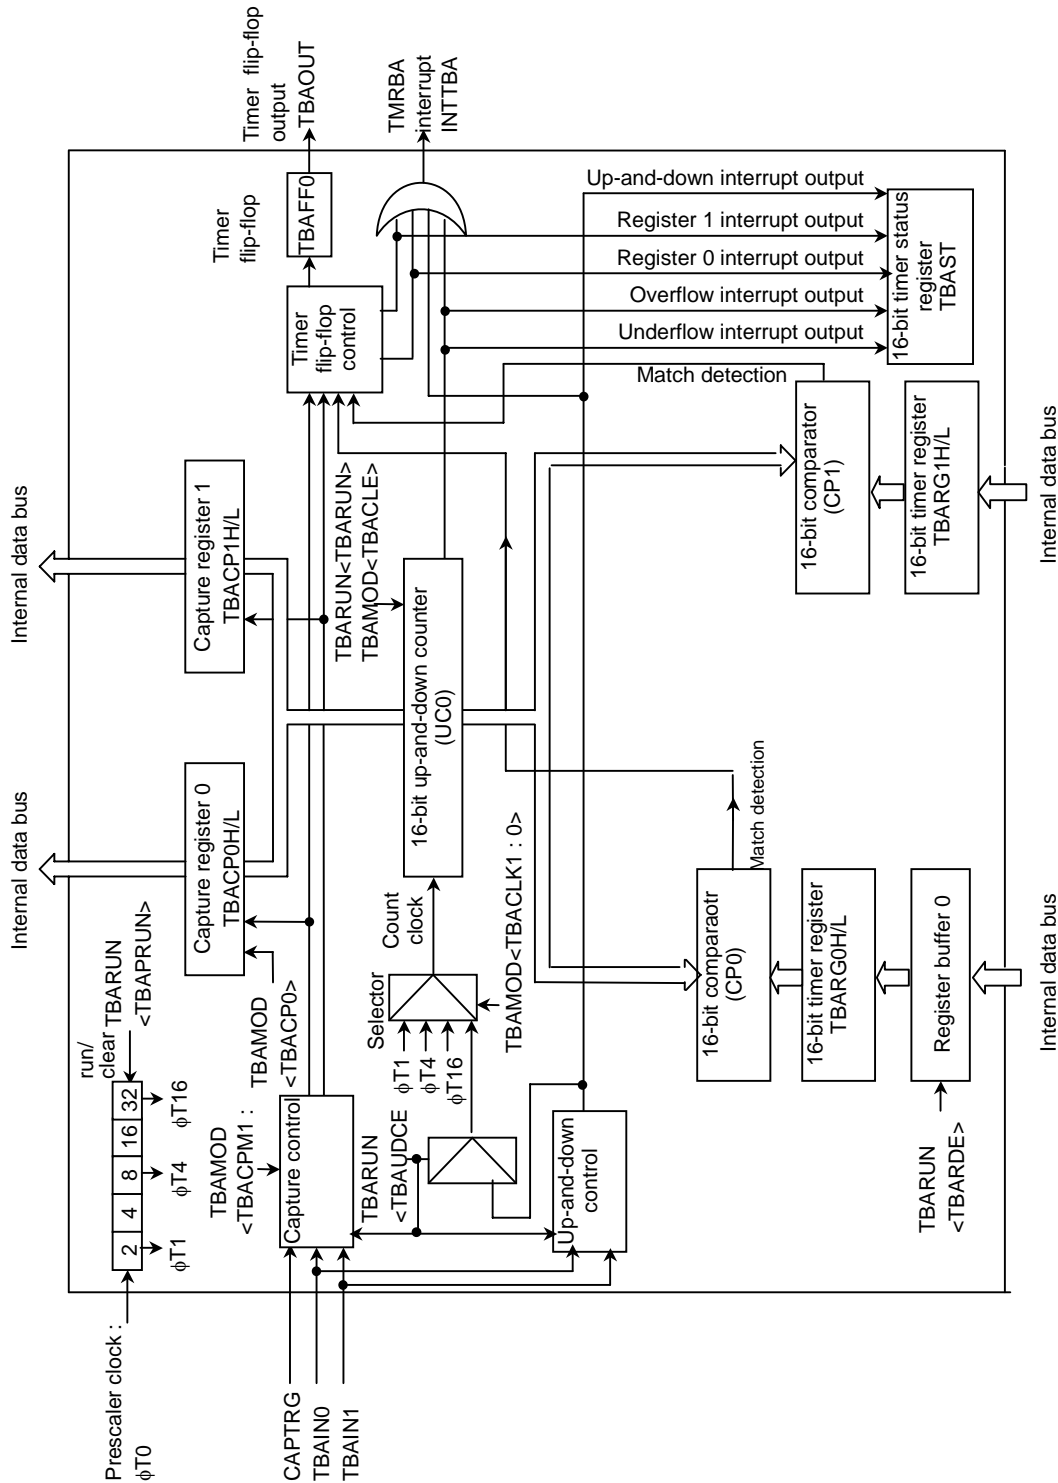 Prescaler clock :
φT0
2 4 8 16 32
φT1
φT4
φT16
run/
clear
TBARUN
<TBAPRUN>
Internal data bus
Internal data bus
Capture register 0
TBACP0H/L
Capture register 1
TBACP1H/L
TBAMOD
<TBACPM1 :
TBAMOD
<TBACP0>
CAPTRG
TBAIN0
TBAIN1
Capture control
TBARUN
<TBAUDCE
Up-and-down
control
Selector
φT1
φT4
φT16
Count
clock
TBAMOD<TBACLK1 : 0>
TBARUN<TBARUN>
TBAMOD<TBACLE>
16-bit up-and-down counter
(UC0)
Timer
flip-flop
control
Timer
flip-flop
TBAFF0
Timer flip-flop
output
TBAOUT
TMRBA
interrupt
INTTBA
Up-and-down interrupt output
Register 1 interrupt output
Register 0 interrupt output
Overflow interrupt output
Underflow interrupt output
16-bit timer status
register
TBAST
Match detection
16-bit comparaotr
(CP0)
Match detection
16-bit comparator
(CP1)
16-bit timer register
TBARG0H/L
16-bit timer register
TBARG1H/L
Register buffer 0
TBARUN
<TBARDE>
Internal data bus
Internal data bus